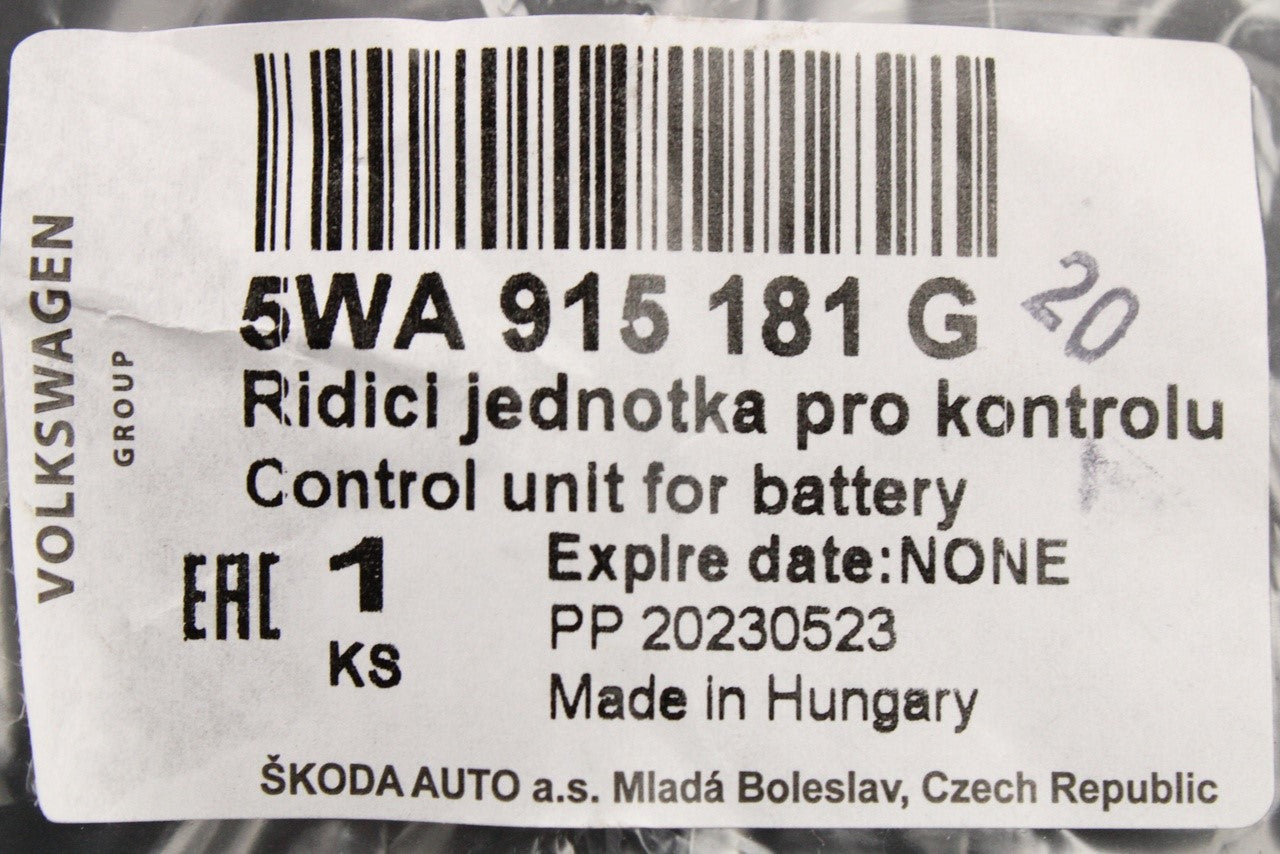 VOLKSWAGEN
GROUP
5WA 915 181 G
20
Ridici jednotka pro kontrolu
Control unit for battery
EAC
1
KS
Expire date:NONE
PP 20230523
Made in Hungary
ŠKODA AUTO a.s. Mladá Boleslav, Czech Republic